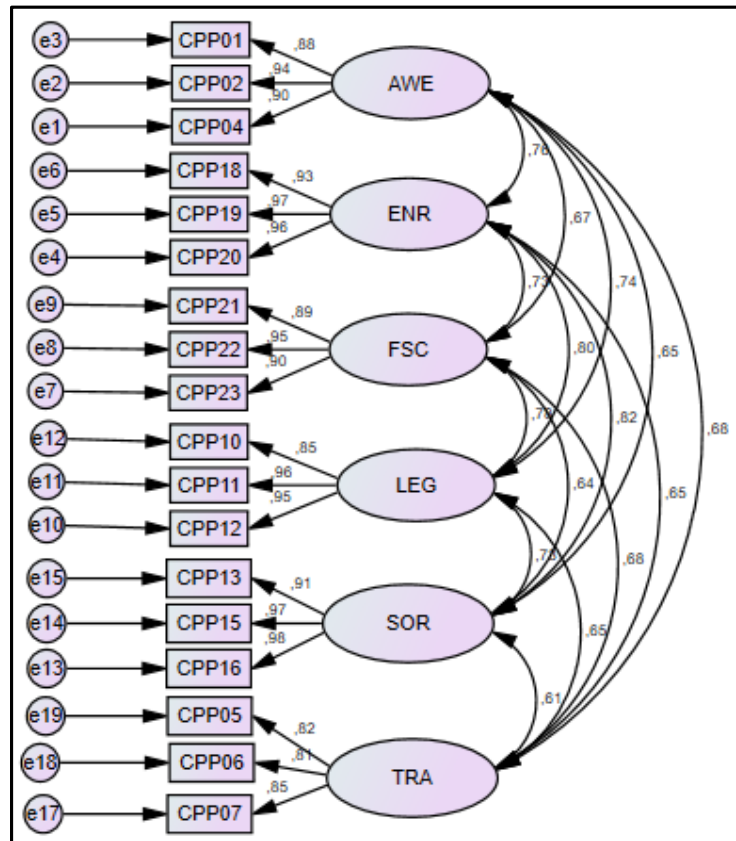 e3 CPP01 ,88
e2 CPP02 ,94 AWE
e1 CPP04 ,90
e6 CPP18 ,93 ,76
e5 CPP19 ,97 ENR ,67
e4 CPP20 ,96
e9 CPP21 ,89 ,73 ,74
e8 CPP22 ,95 FSC ,80 ,65
e7 CPP23 ,90
e12 CPP10 ,85 ,82 ,68
e11 CPP11 ,96 LEG ,64 ,65
e10 CPP12 ,95
e15 CPP13 ,91 ,68
e14 CPP15 ,97 SOR ,65
e13 CPP16 ,98
e19 CPP05 ,82 ,61
e18 CPP06 ,81 TRA
e17 CPP07 ,85